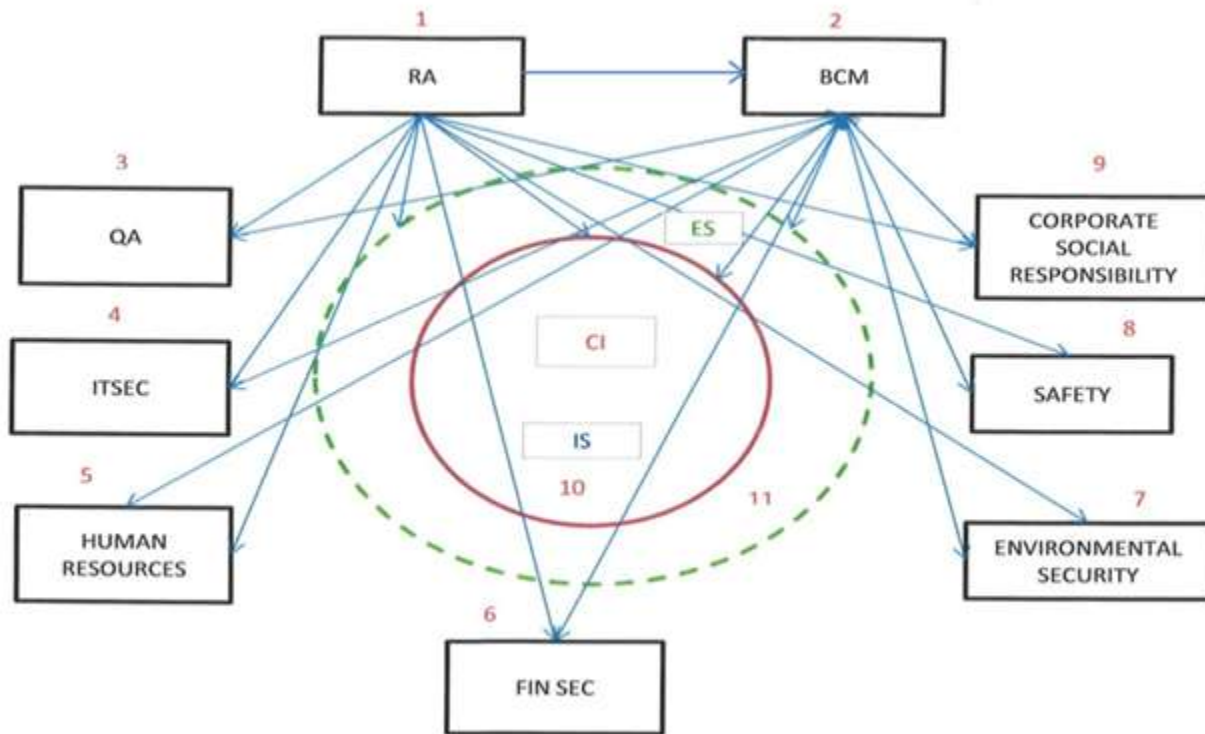 1
2
RA
BCM
3
9
QA
ES
CORPORATE
SOCIAL
RESPONSIBILITY
4
8
CI
ITSEC
SAFETY
IS
5
10
11
7
HUMAN
RESOURCES
ENVIRONMENTAL
SECURITY
6
FIN SEC